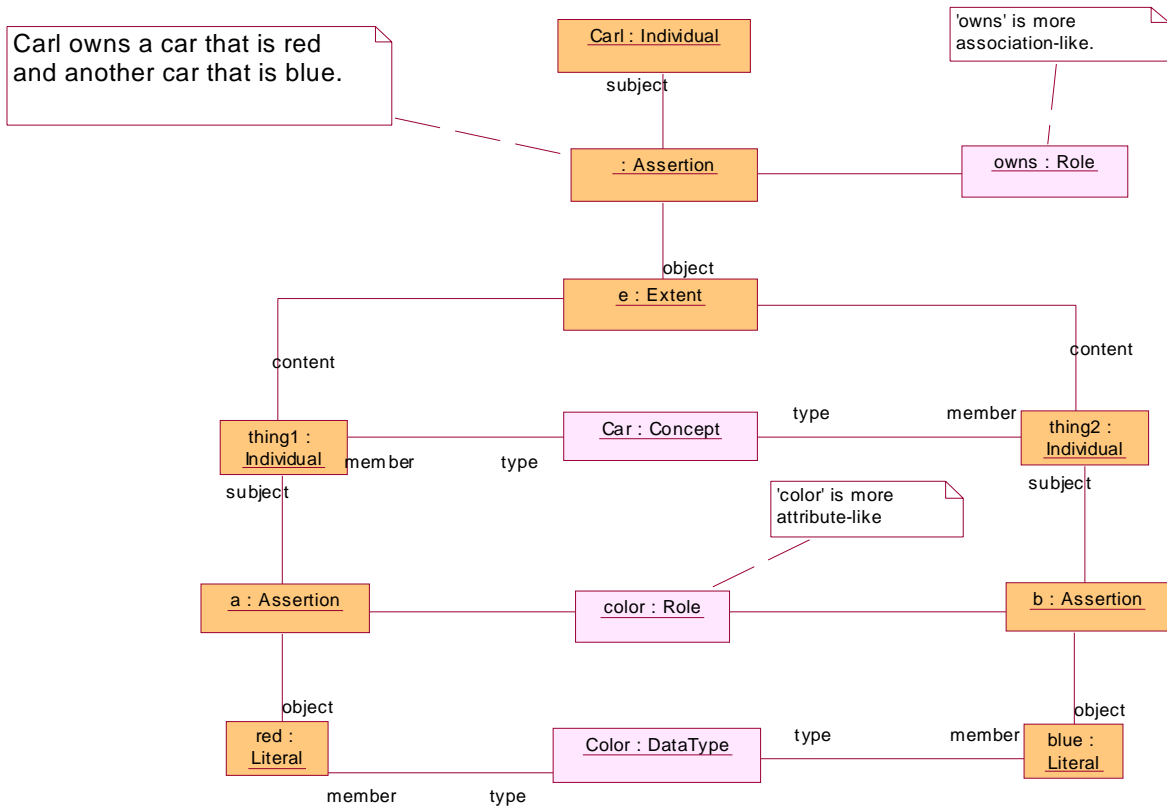 Carl owns a car that is red
and another car that is blue.
Carl : Individual
'owns' is more
association-like.
subject
: Assertion
owns : Role
object
e : Extent
content
content
thing1 :
Individual
member
type
Car : Concept
type
member
thing2 :
Individual
subject
subject
'color' is more
attribute-like
a : Assertion
color : Role
b : Assertion
object
object
red :
Literal
member
type
Color : DataType
type
member
blue :
Literal